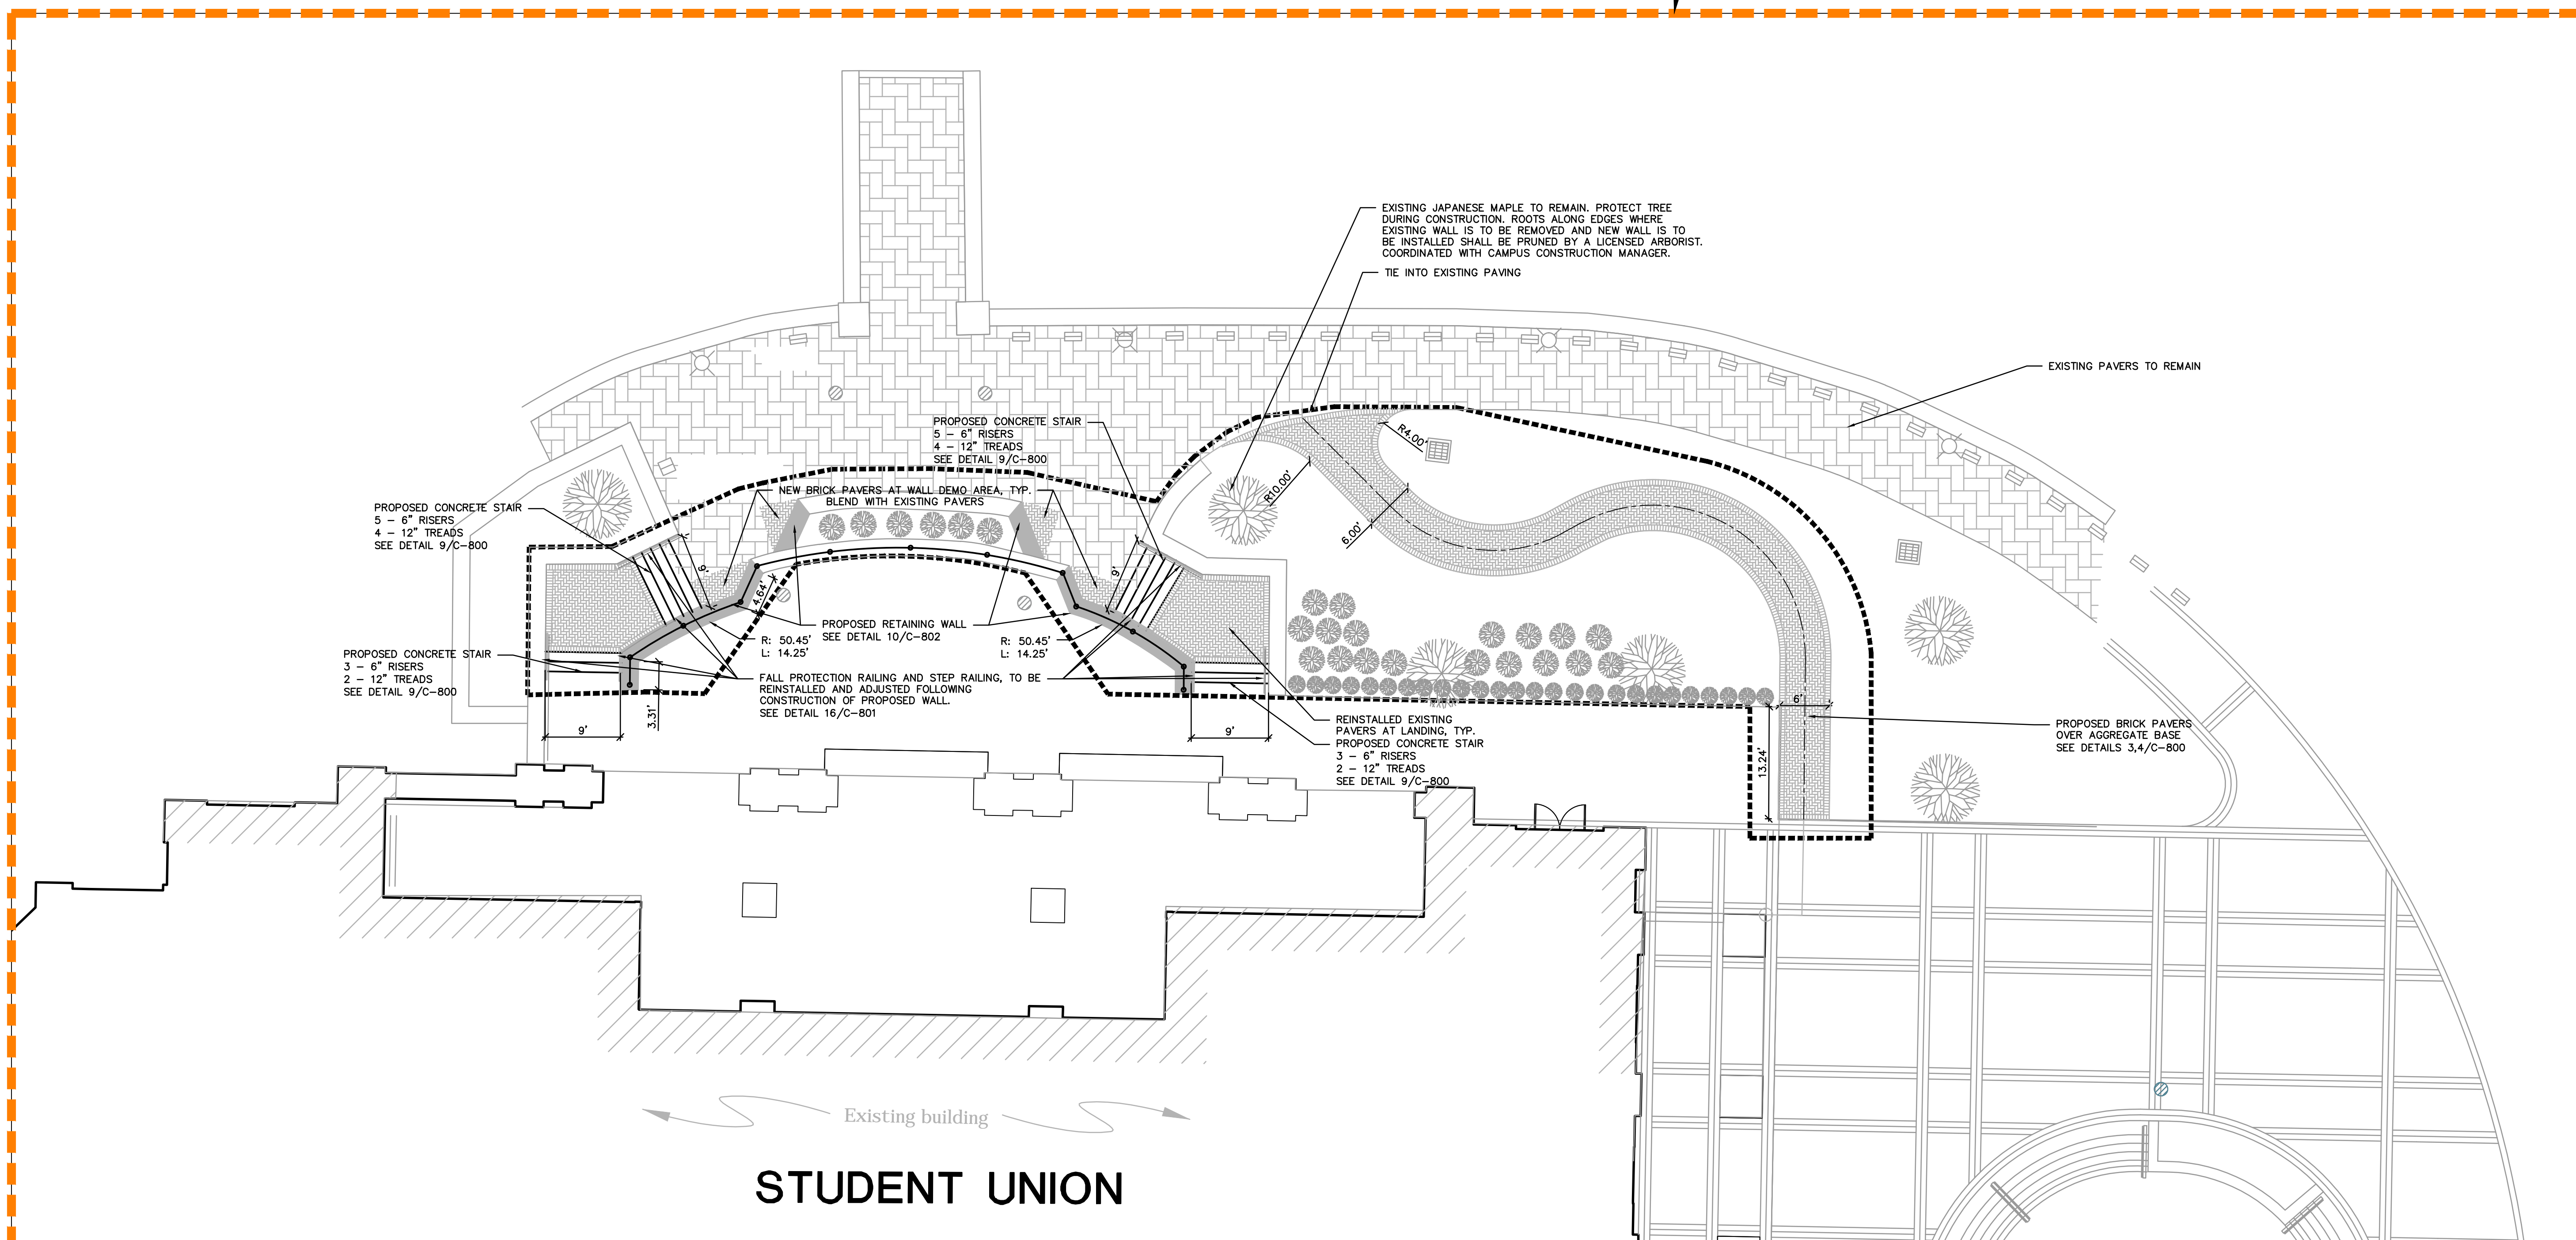 EXISTING JAPANESE MAPLE TO REMAIN. PROTECT TREE
DURING CONSTRUCTION. ROOTS ALONG EDGES WHERE
EXISTING WALL IS TO BE REMOVED AND NEW WALL IS TO
BE INSTALLED SHALL BE PRUNED BY A LICENSED ARBORIST.
COORDINATED WITH CAMPUS CONSTRUCTION MANAGER.
TIE INTO EXISTING PAVING
EXISTING PAVERS TO REMAIN
PROPOSED CONCRETE STAIR
5 - 6" RISERS
4 - 12" TREADS
SEE DETAIL 9/C-800
R4.00'
R10.00'
6.00'
NEW BRICK PAVERS AT WALL DEMO AREA, TYP.
BLEND WITH EXISTING PAVERS
PROPOSED CONCRETE STAIR
5 - 6" RISERS
4 - 12" TREADS
SEE DETAIL 9/C-800
9'
9'
4.64'
PROPOSED RETAINING WALL
SEE DETAIL 10/C-802
R: 50.45'
L: 14.25'
R: 50.45'
L: 14.25'
PROPOSED CONCRETE STAIR
3 - 6" RISERS
2 - 12" TREADS
SEE DETAIL 9/C-800
FALL PROTECTION RAILING AND STEP RAILING, TO BE
REINSTALLED AND ADJUSTED FOLLOWING
CONSTRUCTION OF PROPOSED WALL.
SEE DETAIL 16/C-801
3.31'
9'
9'
REINSTALLED EXISTING
PAVERS AT LANDING, TYP.
PROPOSED CONCRETE STAIR
3 - 6" RISERS
2 - 12" TREADS
SEE DETAIL 9/C-800
6'
13.24'
PROPOSED BRICK PAVERS
OVER AGGREGATE BASE
SEE DETAILS 3,4/C-800
Existing building
STUDENT UNION